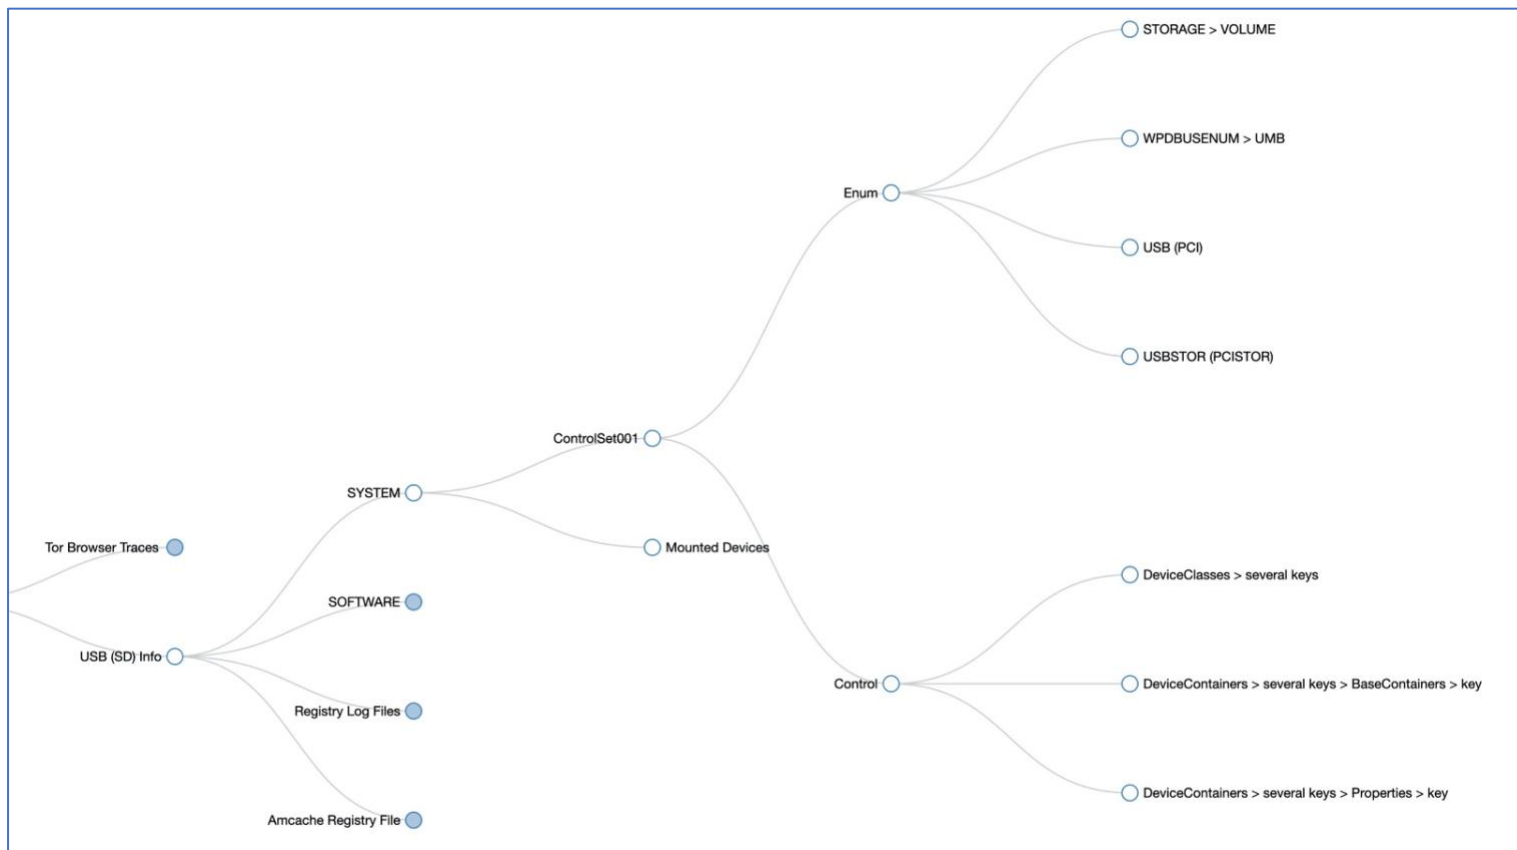 STORAGE > VOLUME
WPDBUSENUM > UMB
Enum
USB (PCI)
USBSTOR (PCISTOR)
ControlSet001
SYSTEM
Tor Browser Traces
Mounted Devices
DeviceClasses > several keys
SOFTWARE
USB (SD) Info
Control
DeviceContainers > several keys > BaseContainers > key
Registry Log Files
DeviceContainers > several keys > Properties > key
Amcache Registry File